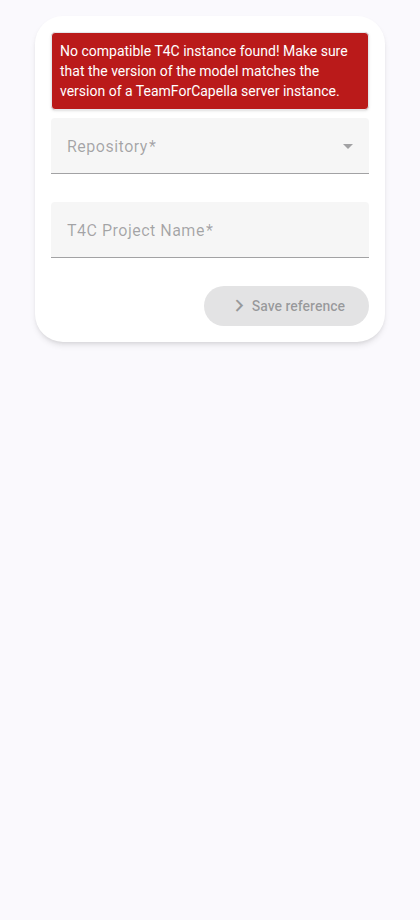 No compatible T4C instance found! Make sure
that the version of the model matches the
version of a TeamForCapella server instance.
Repository*
T4C Project Name*
Save reference